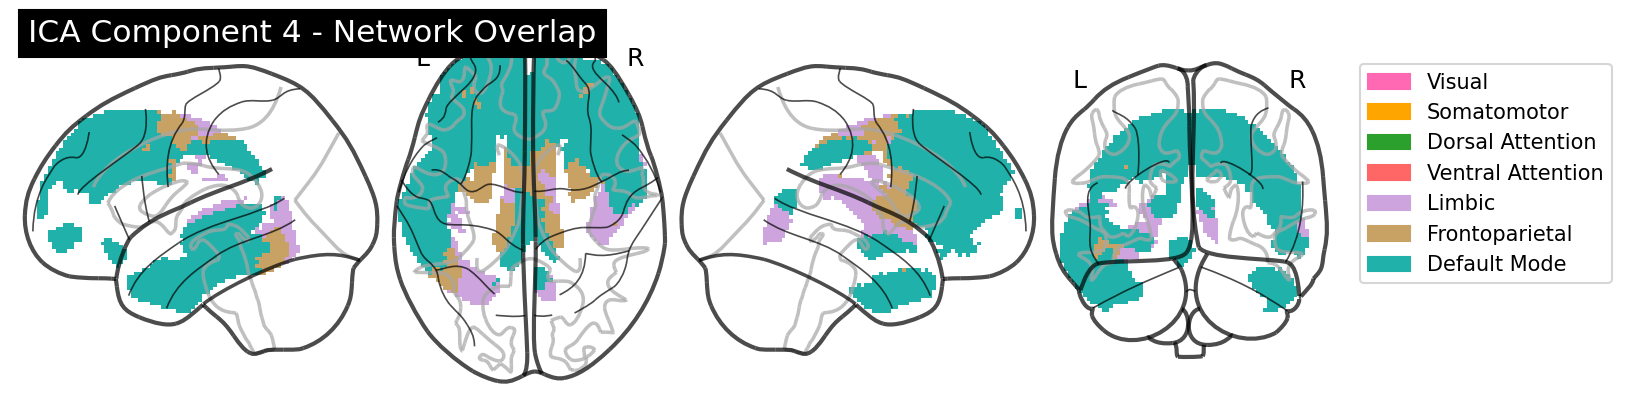 ICA Component 4 - Network Overlap
L
R
L
R
Visual
Somatomotor
Dorsal Attention
Ventral Attention
Limbic
Frontoparietal
Default Mode